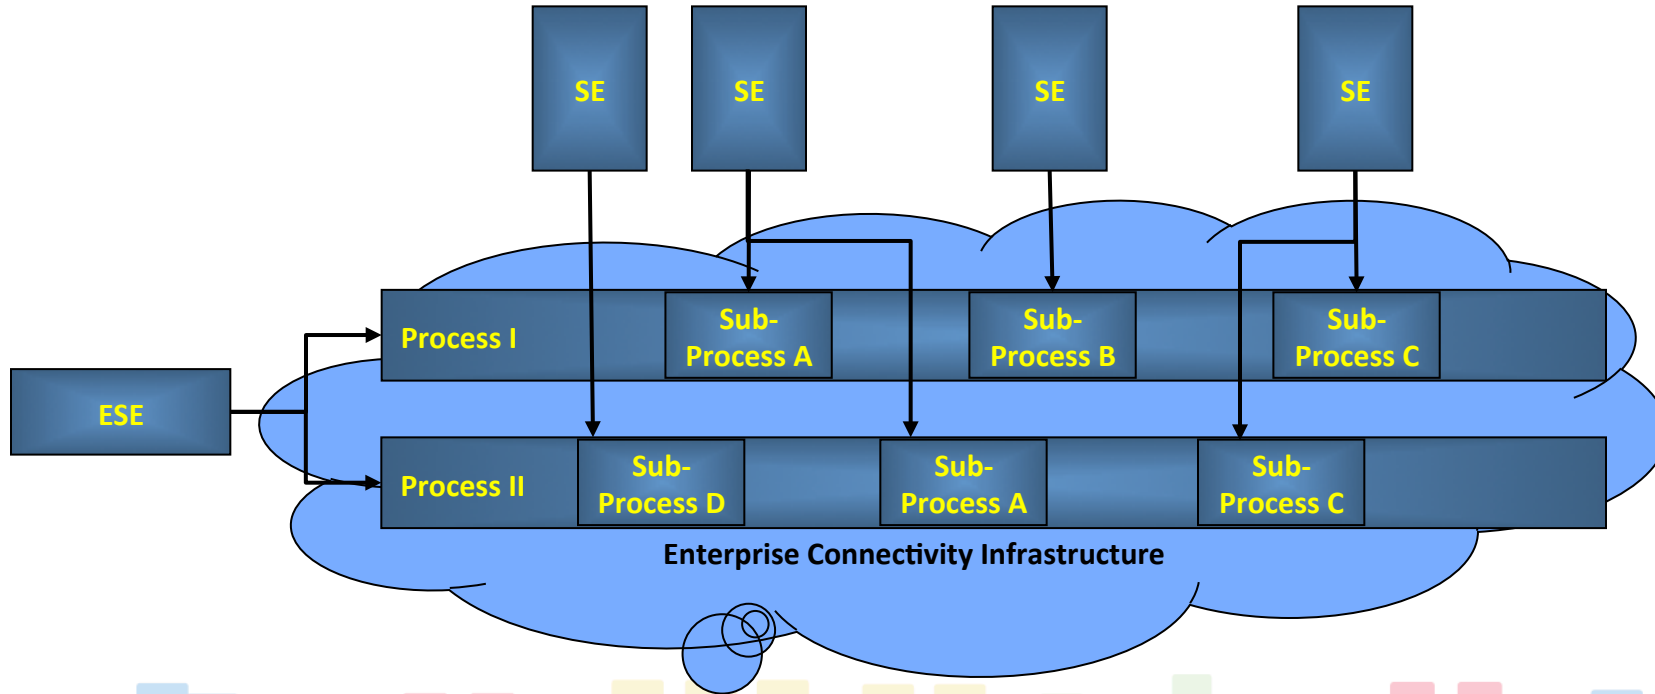 SE
SE
SE
SE
Process I
Sub-
Process A
Sub-
Process B
Sub-
Process C
ESE
Process II
Sub-
Process D
Sub-
Process A
Sub-
Process C
Enterprise Connectivity Infrastructure